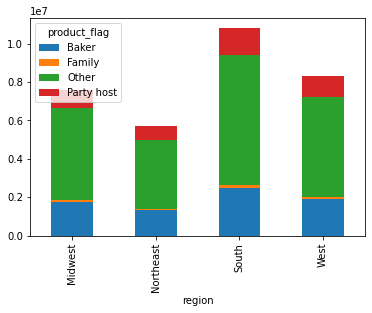 1e7
product_flag
Baker
Family
Other
Party host
1.0
0.8
0.6
0.4
0.2
0.0
Midwest
Northeast
South
West
region